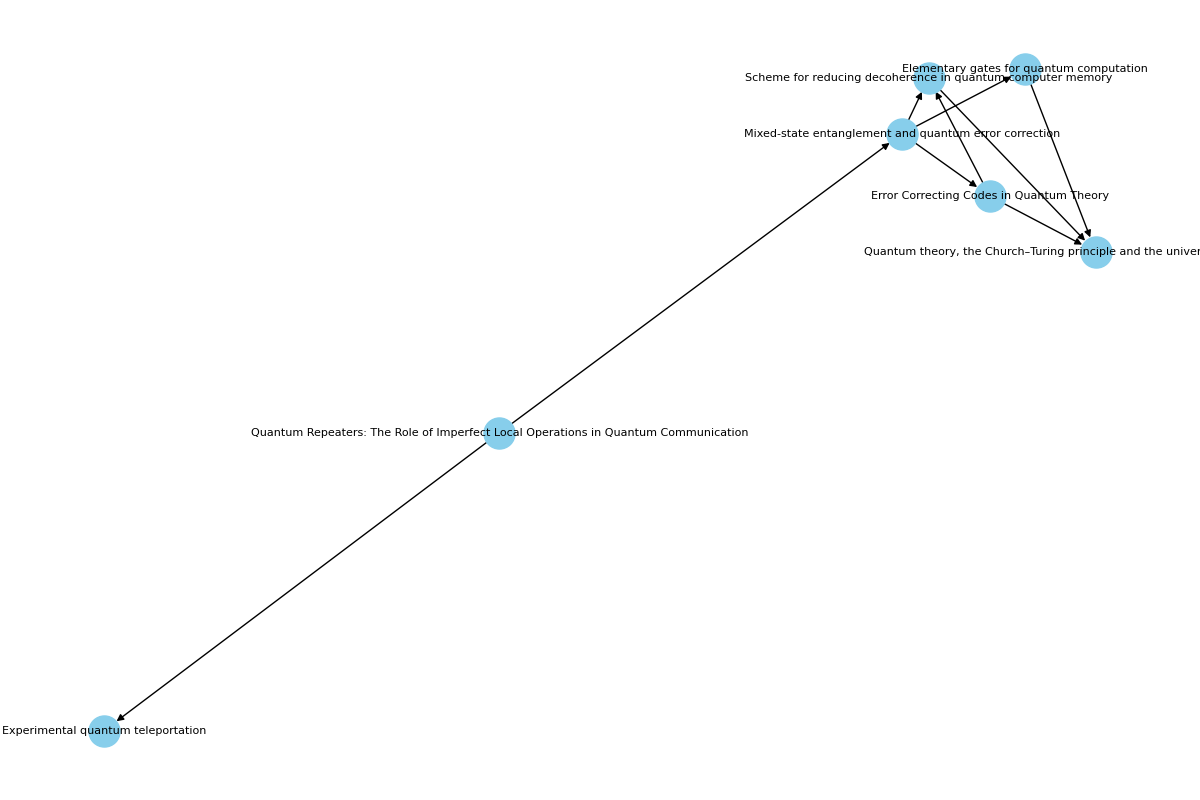 Elementary gates for quantum computation
Scheme for reducing decoherence in quantum computer memory
Mixed-state entanglement and quantum error correction
Error Correcting Codes in Quantum Theory
Quantum theory, the Church–Turing principle and the
Quantum Repeaters: The Role of Imperfect Local Operations in Quantum Communication
Experimental quantum teleportation